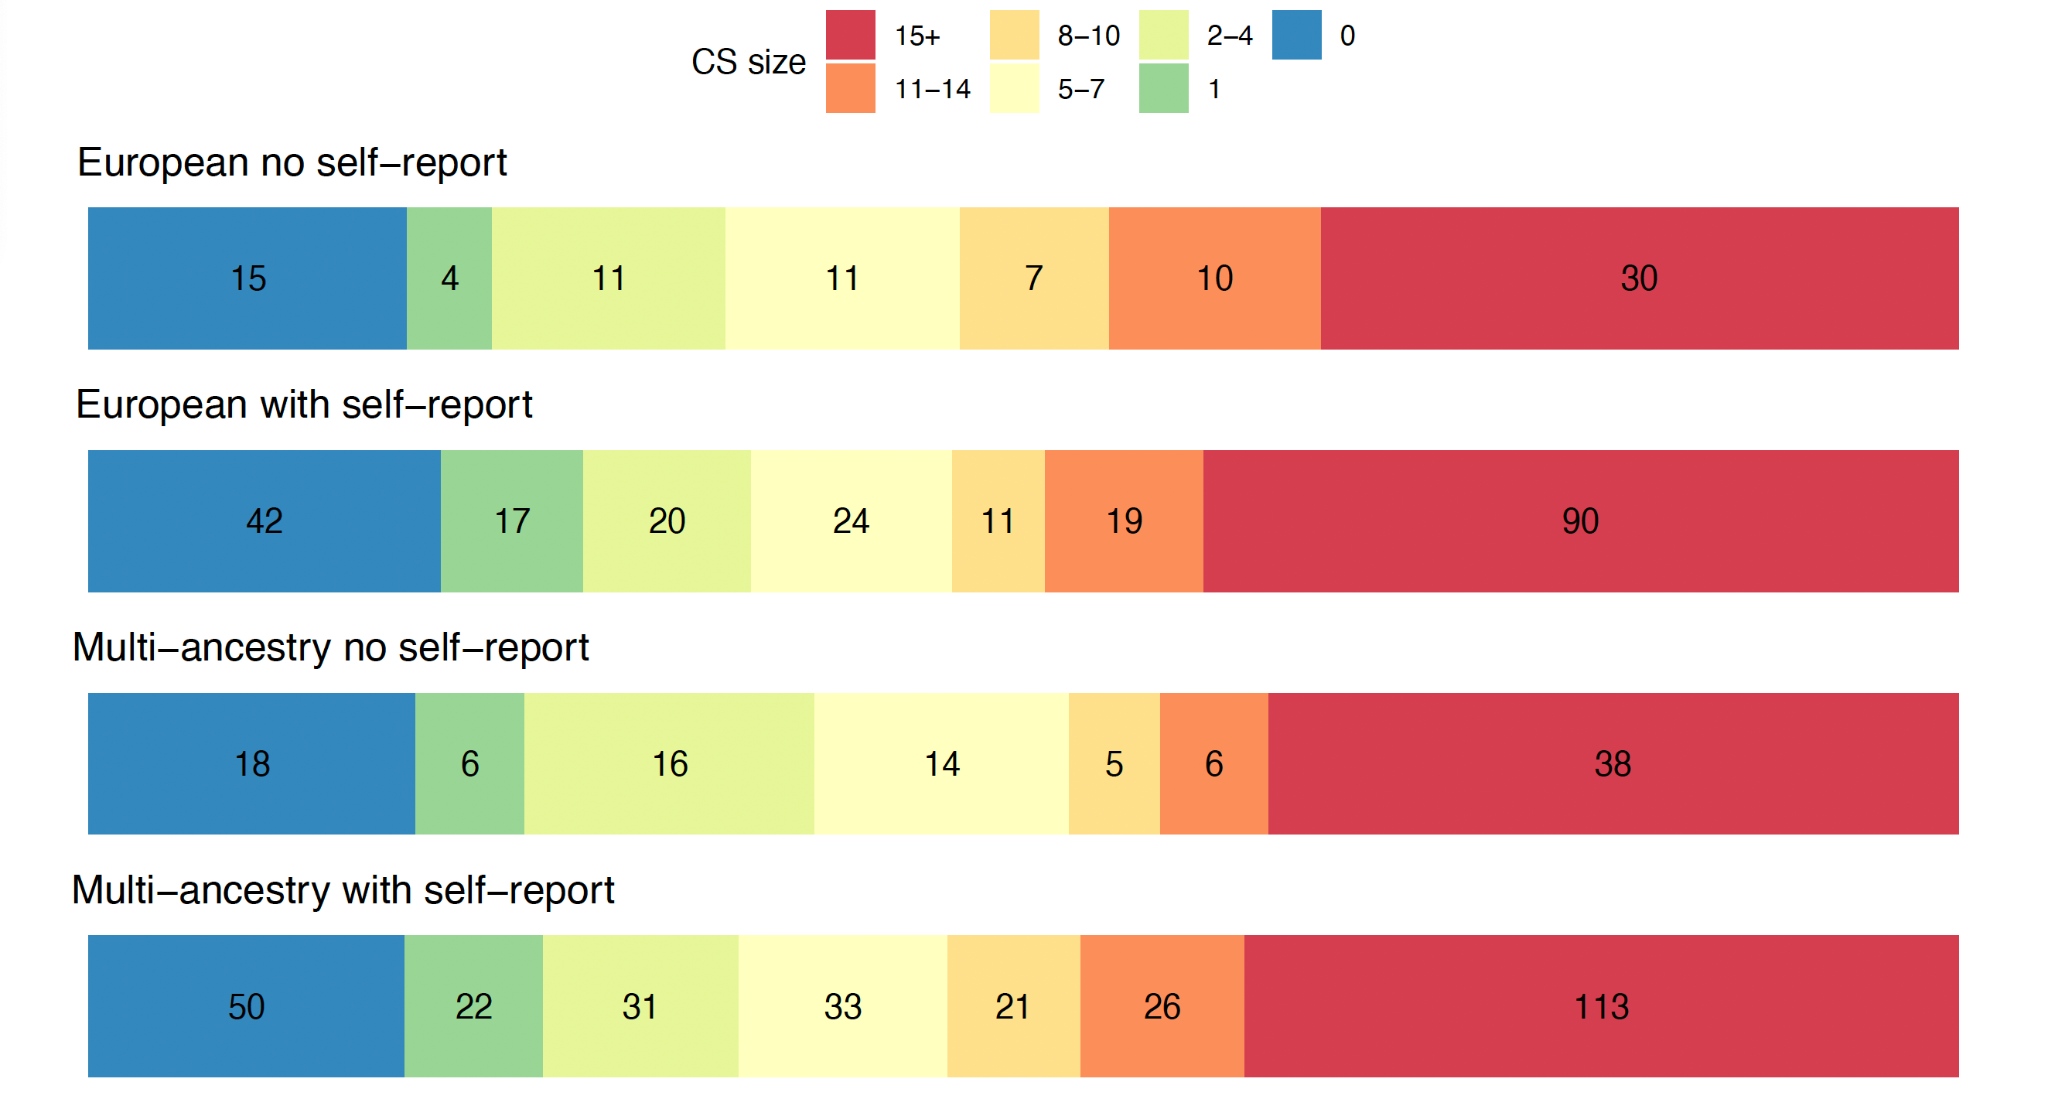 CS size
15+
8−10
2−4
0
11−14
5−7
1
European no self−report
15 4 11 11 7 10 30
European with self−report
42 17 20 24 11 19 90
Multi−ancestry no self−report
18 6 16 14 5 6 38
Multi−ancestry with self−report
50 22 31 33 21 26 113